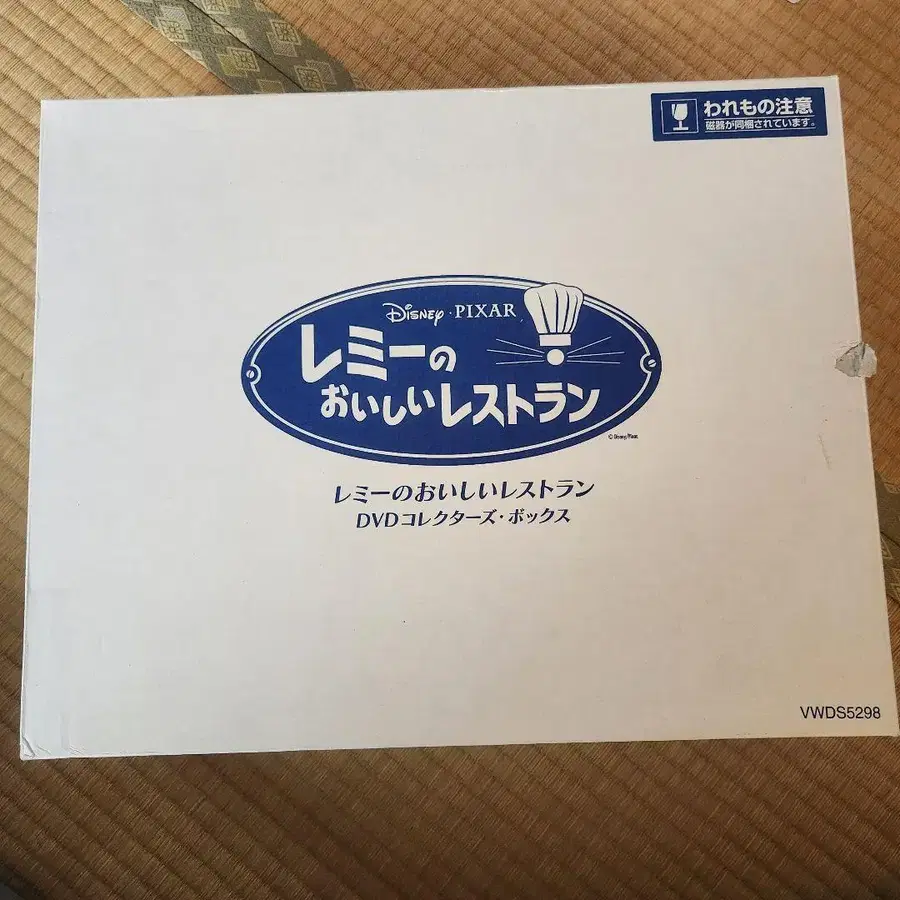 われもの注意
磁器が同梱されています。
Disney・PIXAR
レミーの
おいしいレストラン
© Disney/Pixar
レミーのおいしいレストラン
DVDコレクターズ・ボックス
VWDS5298